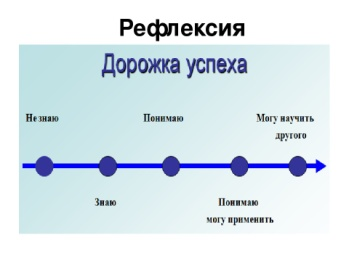 Рефлексия
Дорожка успеха
Не знаю
Понимаю
Могу научить
другого
Знаю
Понимаю
могу применить